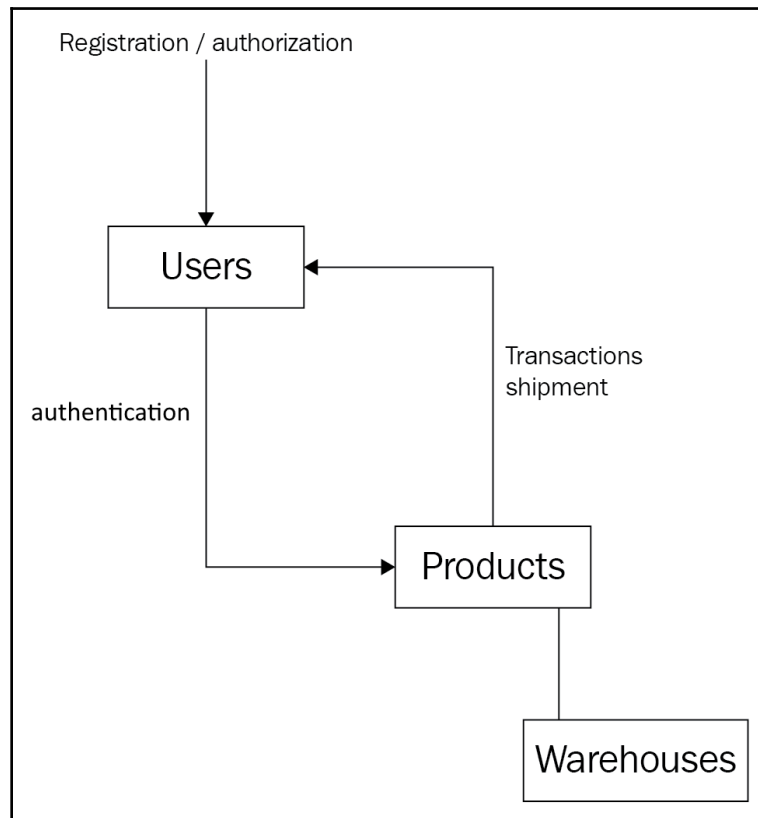 Registration / authorization
Users
Transactions
shipment
authentication
Products
Warehouses